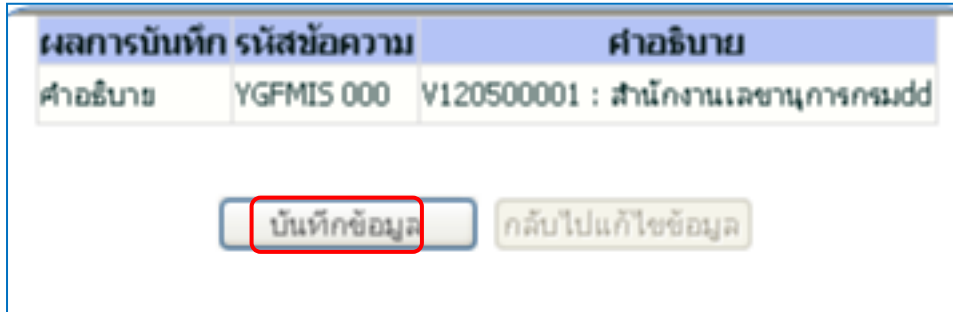 ผลการบันทึก รหัสข้อความ คำอธิบาย
คำอธิบาย YGFMIS 000 V120500001 : สำนักงานเลขานุการกรมdd
บันทึกข้อมูล กลับไปแก้ไขข้อมูล